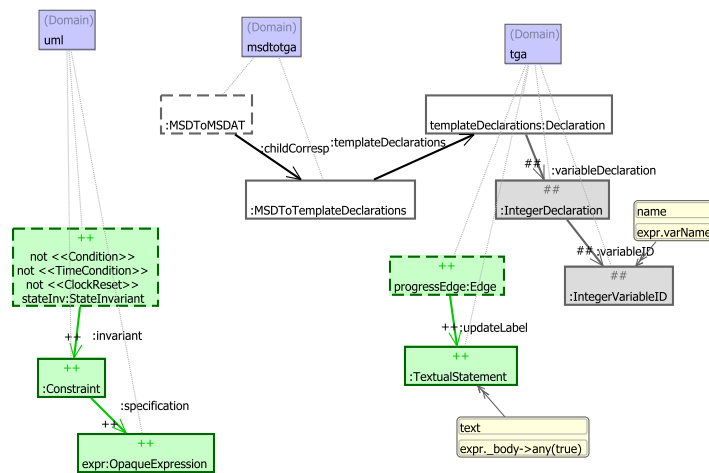 (Domain)
uml
(Domain)
msdtotga
(Domain)
tga
:MSDToMSDAT
:childCorresp
:templateDeclarations
templateDeclarations:Declaration
##
:variableDeclaration
:MSDToTemplateDeclarations
##
:IntegerDeclaration
name
expr.varName
##
:variableID
##
:IntegerVariableID
++
not <<Condition>>
not <<TimeCondition>>
not <<ClockReset>>
stateInv:StateInvariant
++
:invariant
++
progressEdge:Edge
++
:updateLabel
++
:Constraint
++
:TextualStatement
:specification
++
++
expr:OpaqueExpression
text
expr._body->any(true)